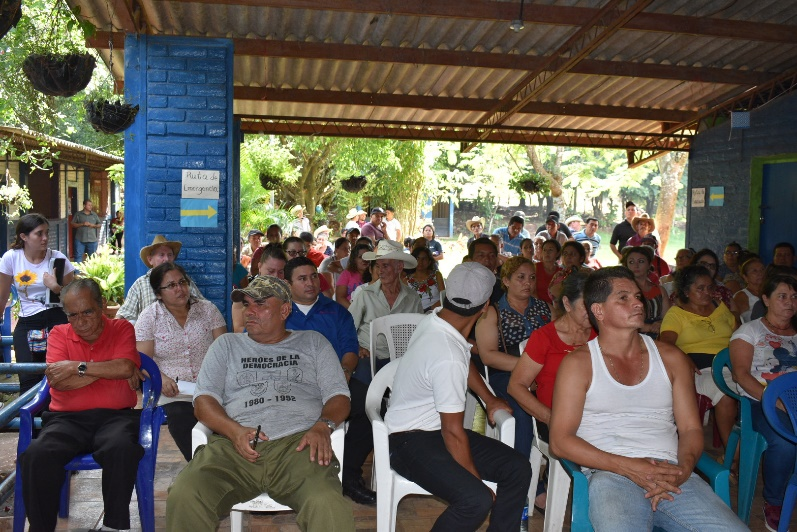 Ruta de
Emergencia
HEROES DE LA
DEMOCRACIA
1980 - 1992